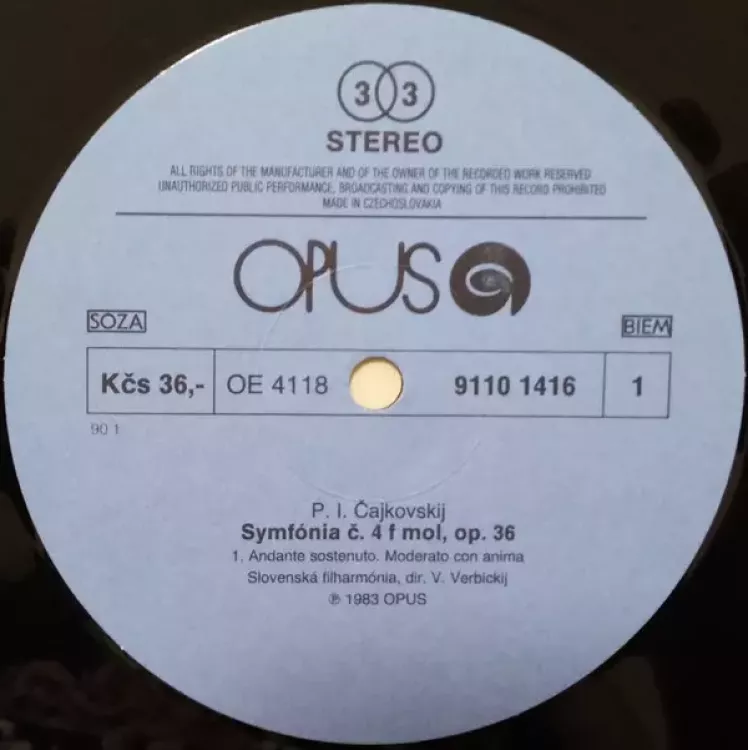 3 3
STEREO
ALL RIGHTS OF THE MANUFACTURER AND OF THE OWNER OF THE RECORDED WORK RESERVED
UNAUTHORIZED PUBLIC PERFORMANCE, BROADCASTING AND COPYING OF THIS RECORD PROHIBITED
MADE IN CZECHOSLOVAKIA
OPUS
SOZA
BIEM
Kčs 36,- OE 4118 9110 1416 1
90 1
P. I. Čajkovskij
Symfónia č. 4 f mol, op. 36
1. Andante sostenuto. Moderato con anima
Slovenská filharmónia, dir. V. Verbickij
℗ 1983 OPUS